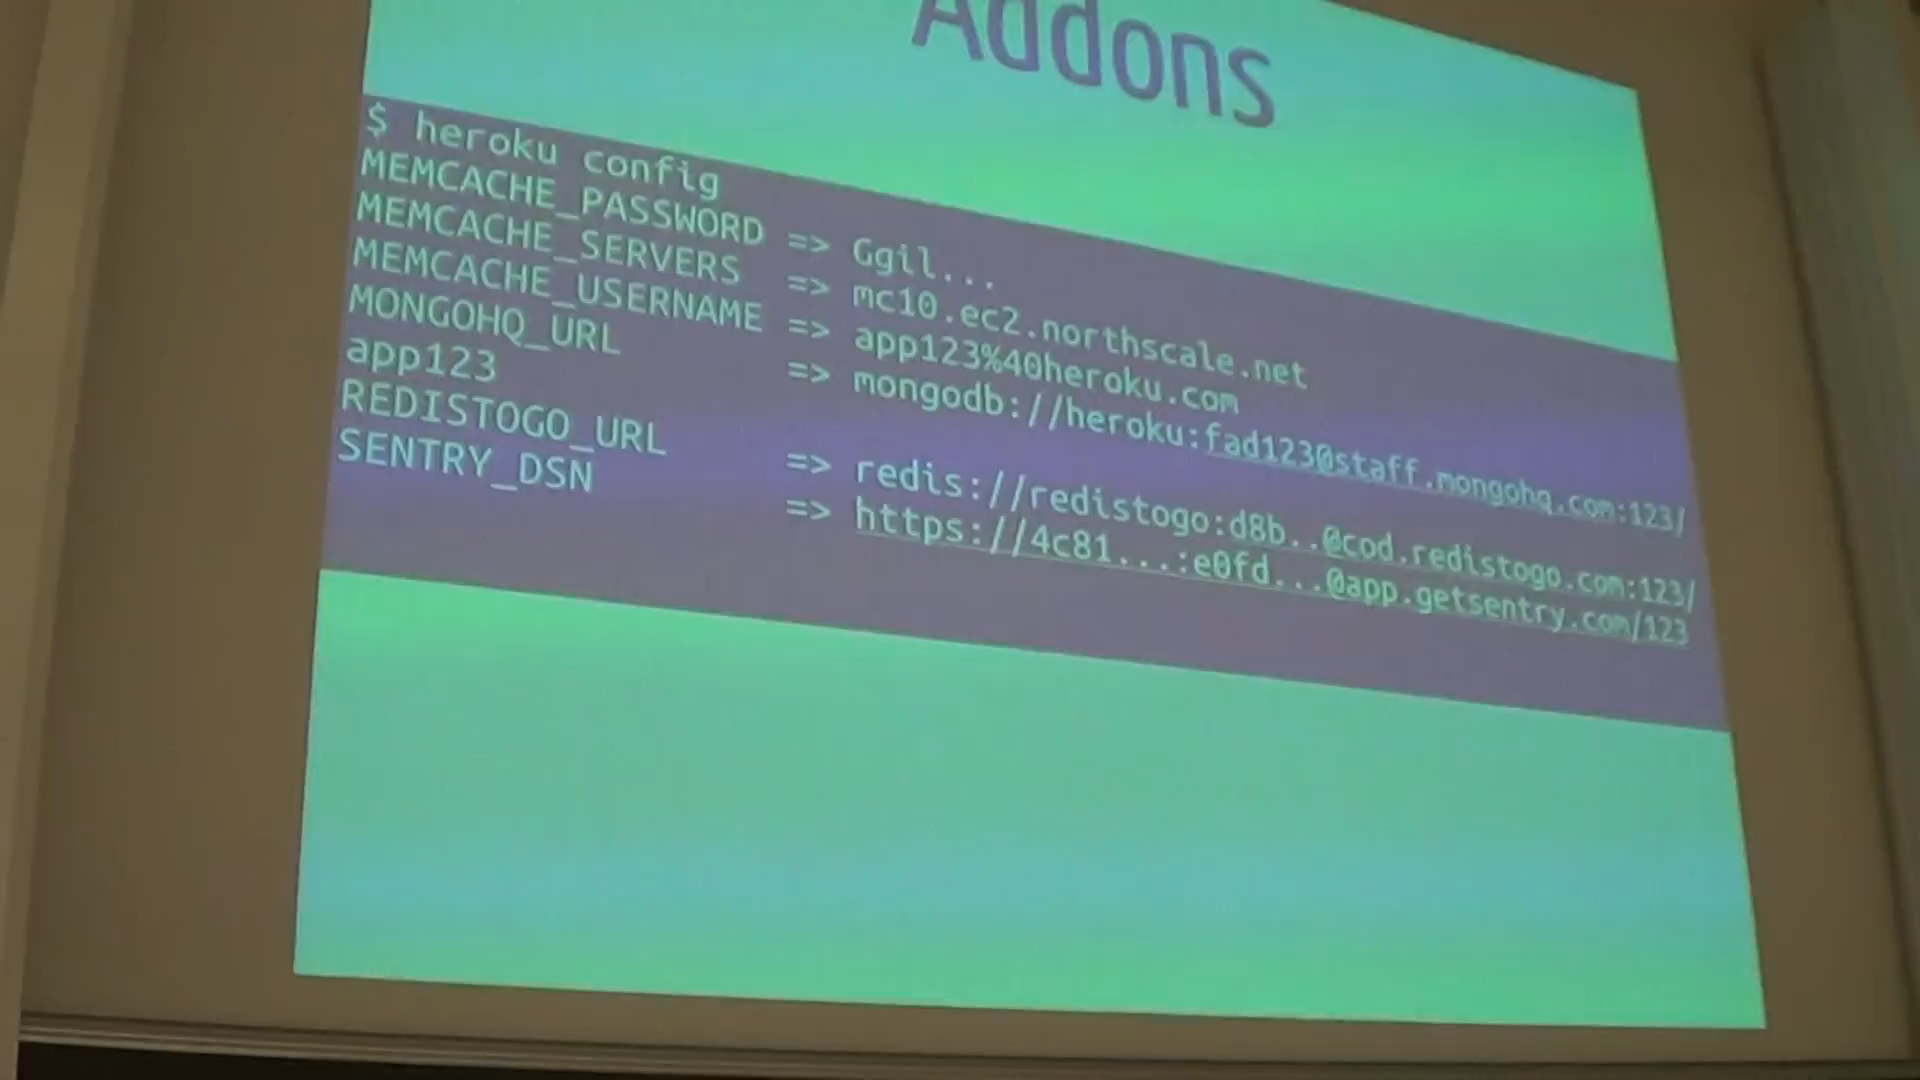 Addons
$ heroku config
MEMCACHE_PASSWORD => Ggil...
MEMCACHE_SERVERS => mc10.ec2.northscale.net
MEMCACHE_USERNAME => app123%40heroku.com
MONGOHQ_URL => mongodb://heroku:fad123@staff.mongohq.com:123/
app123
REDISTOGO_URL => redis://redistogo:d8b..@cod.redistogo.com:123/
SENTRY_DSN => https://4c81...:e0fd...@app.getsentry.com/123